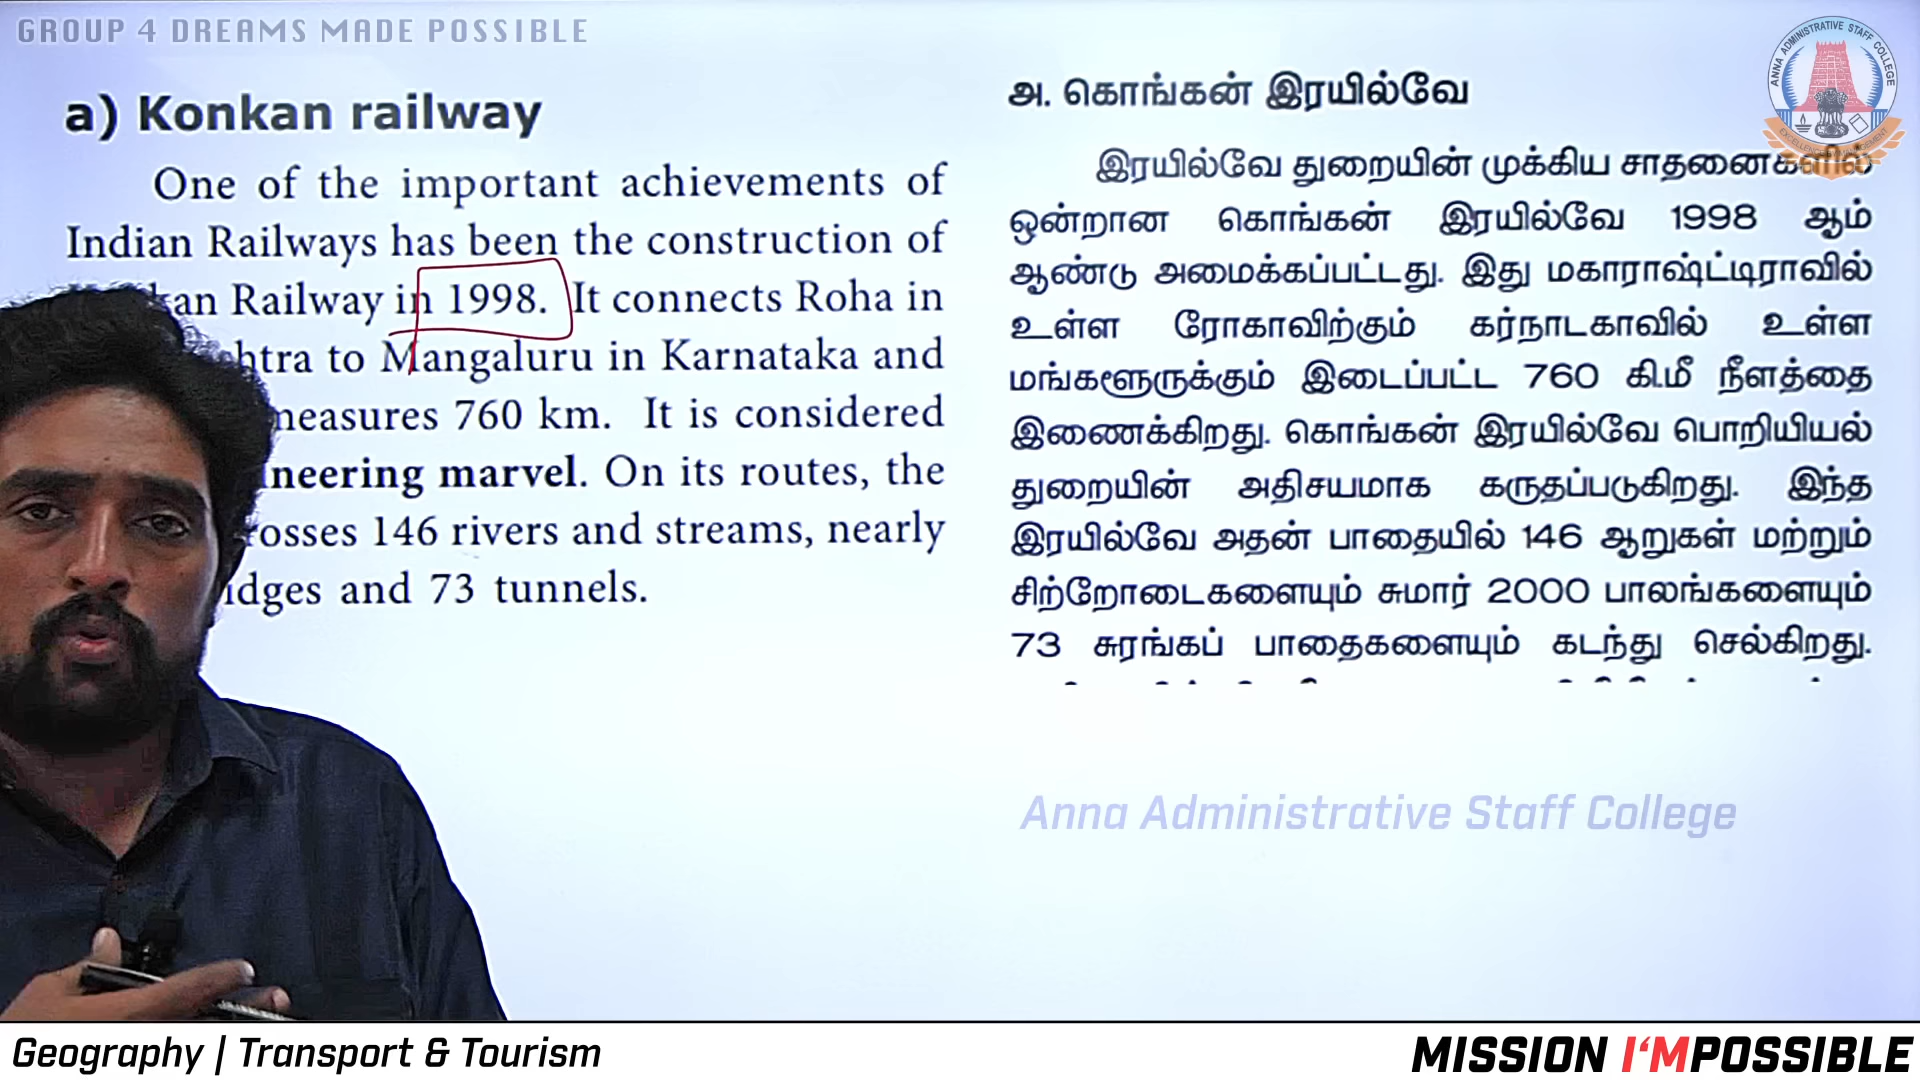 GROUP 4 DREAMS MADE POSSIBLE
ANNA ADMINISTRATIVE STAFF COLLEGE
a) Konkan railway
One of the important achievements of
Indian Railways has been the construction of
Railway in 1998. It connects Roha in
to Mangaluru in Karnataka and
measures 760 km. It is considered
marvel. On its routes, the
146 rivers and streams, nearly
and 73 tunnels.
அ. கொங்கன் இரயில்வே
இரயில்வே துறையின் முக்கிய சாதனைகளில்
ஒன்றான கொங்கன் இரயில்வே 1998 ஆம்
ஆண்டு அமைக்கப்பட்டது. இது மகாராஷ்ட்டிராவில்
உள்ள ரோகாவிற்கும் கர்நாடகாவில் உள்ள
மங்களூருக்கும் இடைப்பட்ட 760 கி.மீ நீளத்தை
இணைக்கிறது. கொங்கன் இரயில்வே பொறியியல்
துறையின் அதிசயமாக கருதப்படுகிறது. இந்த
இரயில்வே அதன் பாதையில் 146 ஆறுகள் மற்றும்
சிற்றோடைகளையும் சுமார் 2000 பாலங்களையும்
73 சுரங்கப் பாதைகளையும் கடந்து செல்கிறது.
Anna Administrative Staff College
Geography | Transport & Tourism
MISSION I'MPOSSIBLE